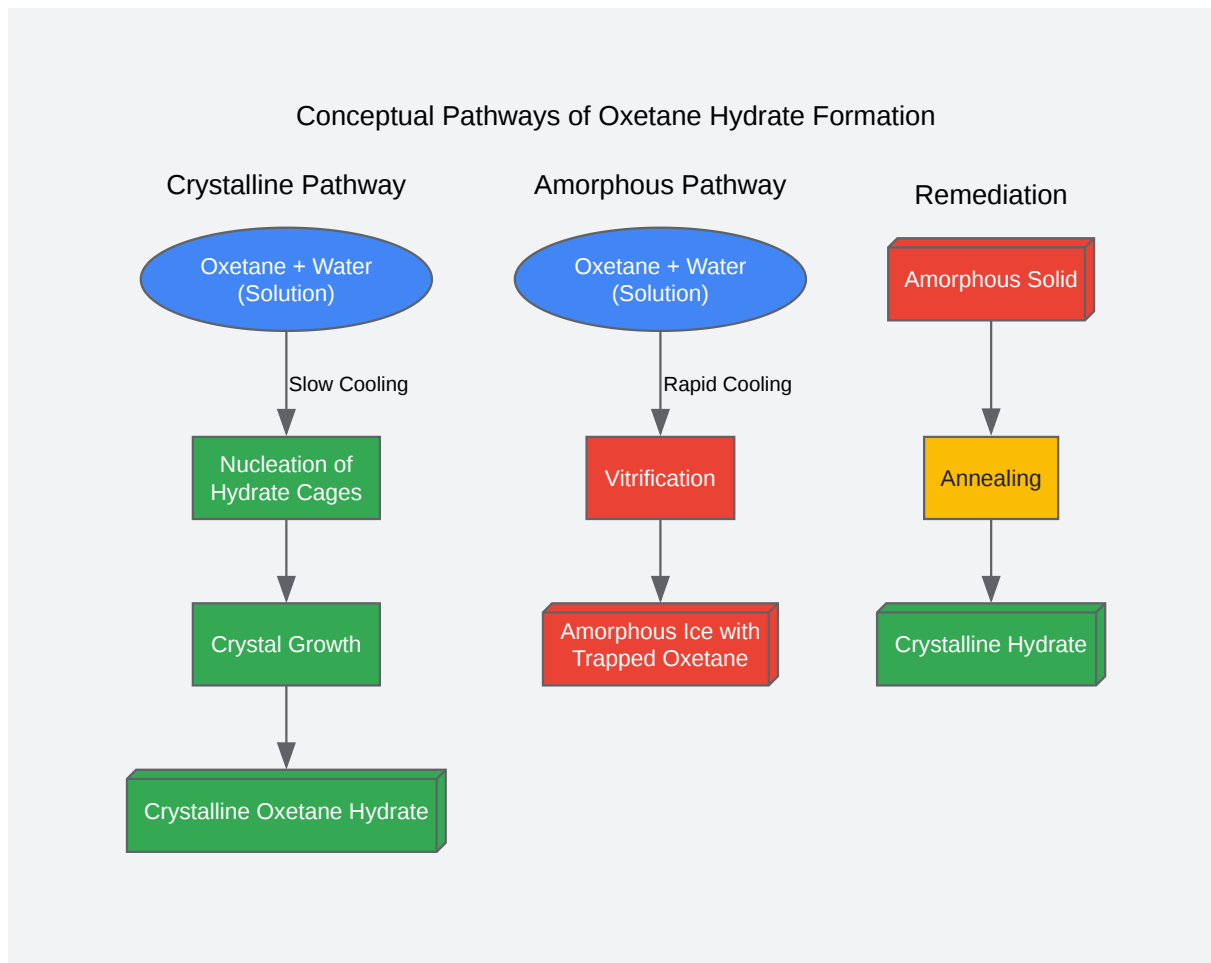 Conceptual Pathways of Oxetane Hydrate Formation
Crystalline Pathway
Oxetane + Water
(Solution)
Slow Cooling
Nucleation of
Hydrate Cages
Crystal Growth
Crystalline Oxetane Hydrate
Amorphous Pathway
Oxetane + Water
(Solution)
Rapid Cooling
Vitrification
Amorphous Ice with
Trapped Oxetane
Remediation
Amorphous Solid
Annealing
Crystalline Hydrate